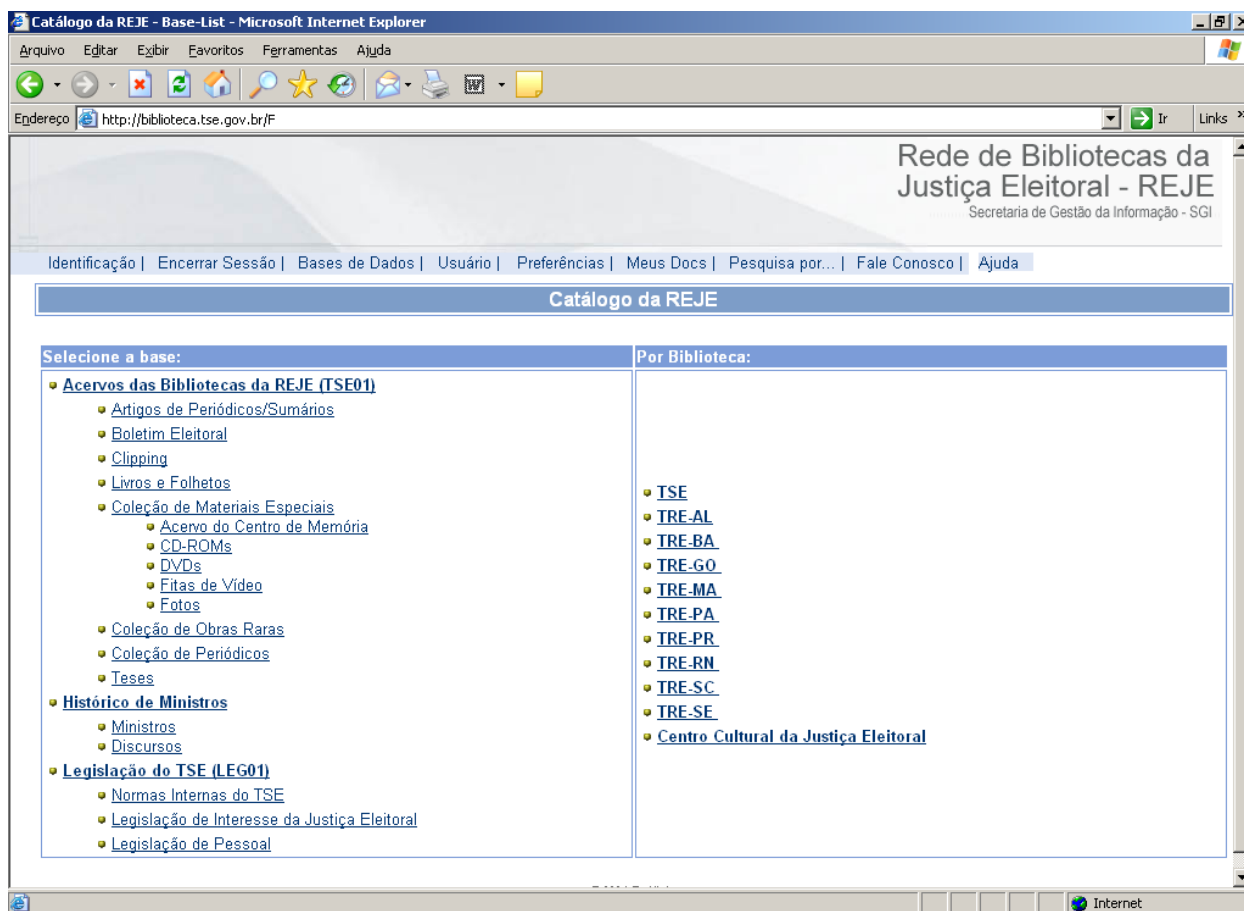 Catálogo da REJE - Base-List - Microsoft Internet Explorer
Arquivo Editar Exibir Favoritos Ferramentas Ajuda
Endereço http://biblioteca.tse.gov.br/F Ir Links »
Rede de Bibliotecas da
Justiça Eleitoral - REJE
Secretaria de Gestão da Informação - SGI
Identificação | Encerrar Sessão | Bases de Dados | Usuário | Preferências | Meus Docs | Pesquisa por... | Fale Conosco | Ajuda
Catálogo da REJE
Selecione a base:
Acervos das Bibliotecas da REJE (TSE01)
Artigos de Periódicos/Sumários
Boletim Eleitoral
Clipping
Livros e Folhetos
Coleção de Materiais Especiais
Acervo do Centro de Memória
CD-ROMs
DVDs
Fitas de Vídeo
Fotos
Coleção de Obras Raras
Coleção de Periódicos
Teses
Histórico de Ministros
Ministros
Discursos
Legislação do TSE (LEG01)
Normas Internas do TSE
Legislação de Interesse da Justiça Eleitoral
Legislação de Pessoal
Por Biblioteca:
TSE
TRE-AL
TRE-BA
TRE-GO
TRE-MA
TRE-PA
TRE-PR
TRE-RN
TRE-SC
TRE-SE
Centro Cultural da Justiça Eleitoral
Internet